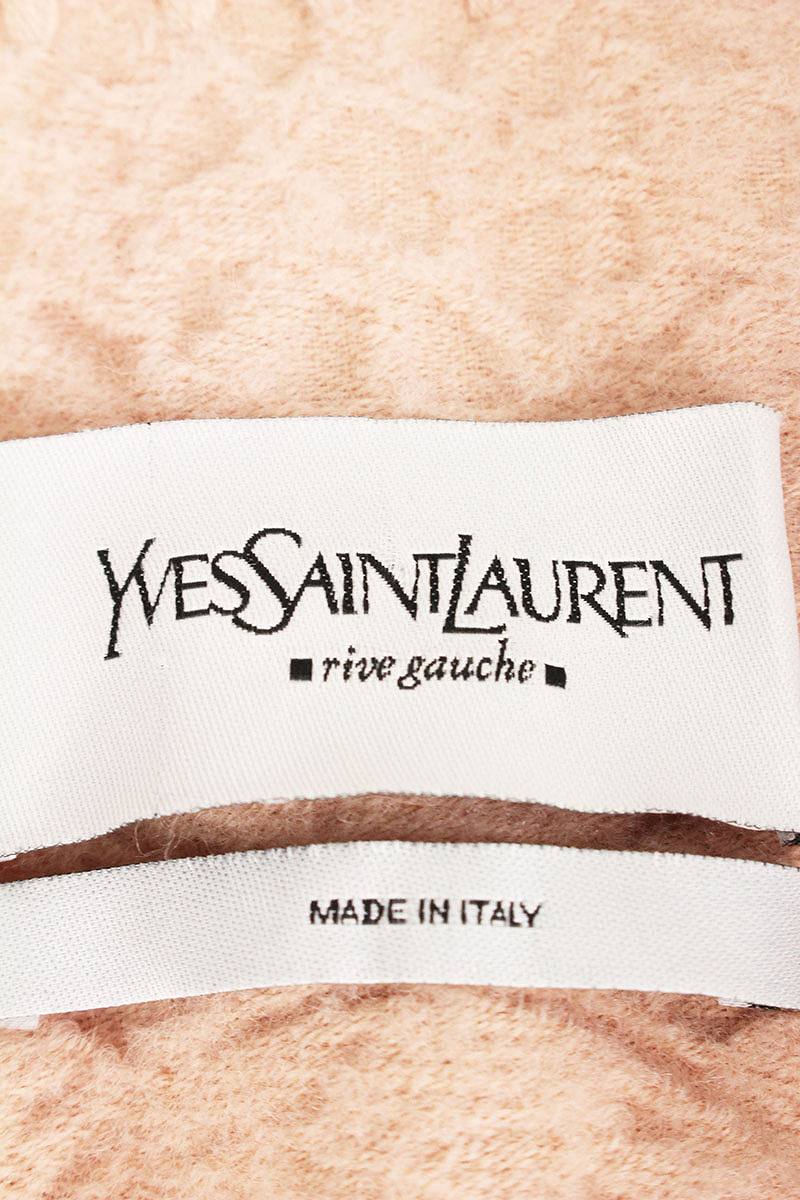 YVESSAINTLAURENT
rive gauche
MADE IN ITALY